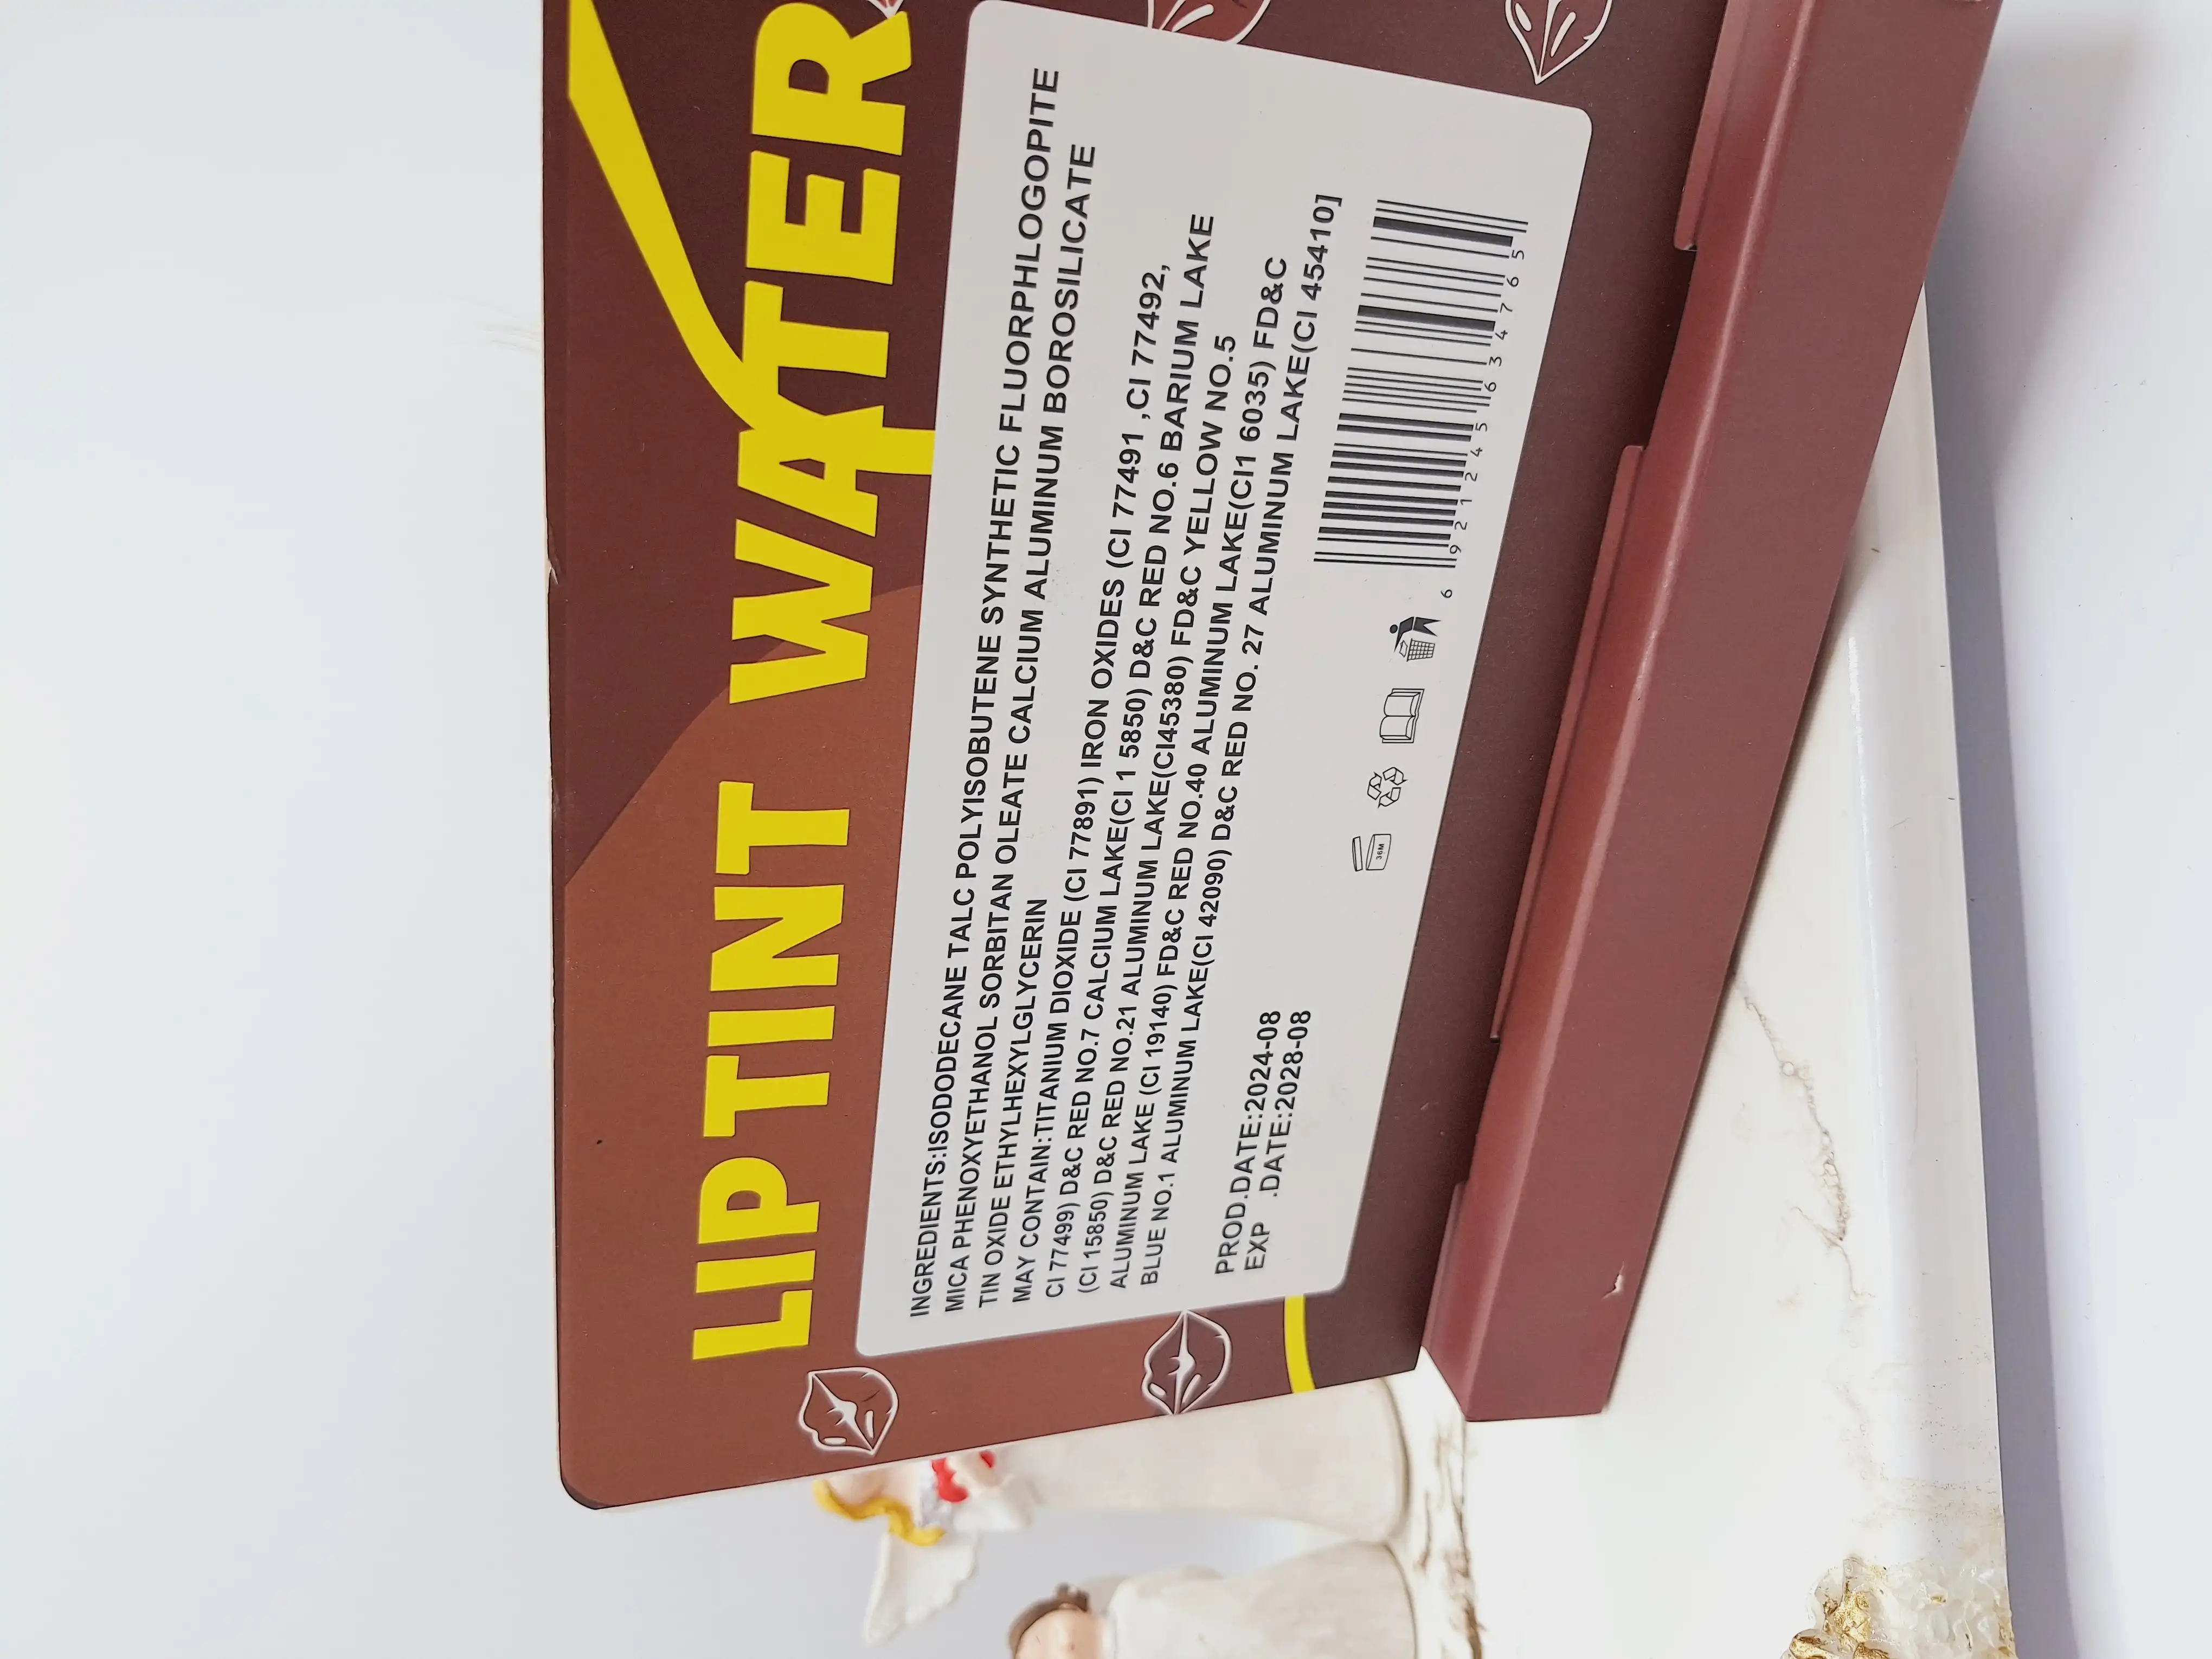 LIP TINT WATER
INGREDIENTS:ISODODECANE TALC POLYISOBUTENE SYNTHETIC FLUORPHLOGOPITE
MICA PHENOXYETHANOL SORBITAN OLEATE CALCIUM ALUMINUM BOROSILICATE
TIN OXIDE ETHYLHEXYLGLYCERIN
MAY CONTAIN:TITANIUM DIOXIDE (CI 77891) IRON OXIDES (CI 77491 ,CI 77492,
CI 77499) D&C RED NO.7 CALCIUM LAKE(CI 1 5850) D&C RED NO.6 BARIUM LAKE
(CI 15850) D&C RED NO.21 ALUMINUM LAKE(CI45380) FD&C YELLOW NO.5
ALUMINUM LAKE (CI 19140) FD&C RED NO.40 ALUMINUM LAKE(CI1 6035) FD&C
BLUE NO.1 ALUMINUM LAKE(CI 42090) D&C RED NO. 27 ALUMINUM LAKE(CI 45410]
PROD.DATE:2024-08
EXP .DATE:2028-08
36M
6 921245 634765